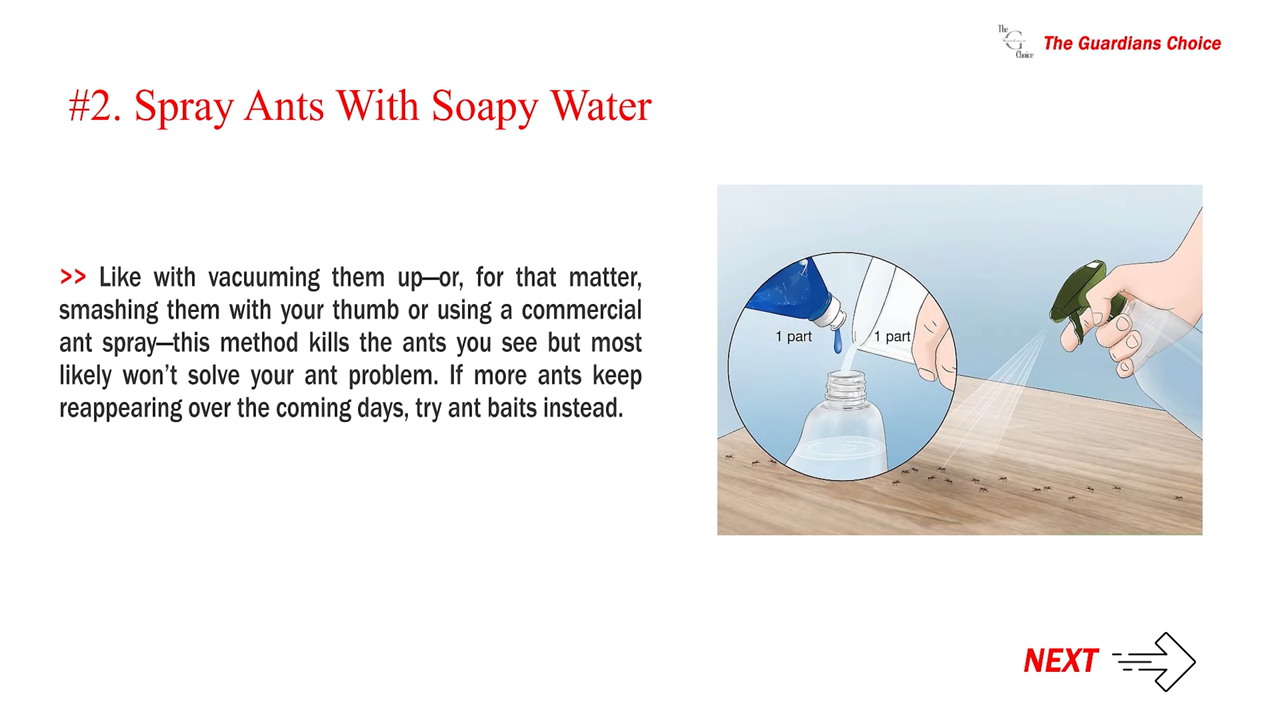 The
G
Choice
The Guardians Choice
#2. Spray Ants With Soapy Water
>> Like with vacuuming them up—or, for that matter,
smashing them with your thumb or using a commercial
ant spray—this method kills the ants you see but most
likely won’t solve your ant problem. If more ants keep
reappearing over the coming days, try ant baits instead.
1 part
1 part
NEXT